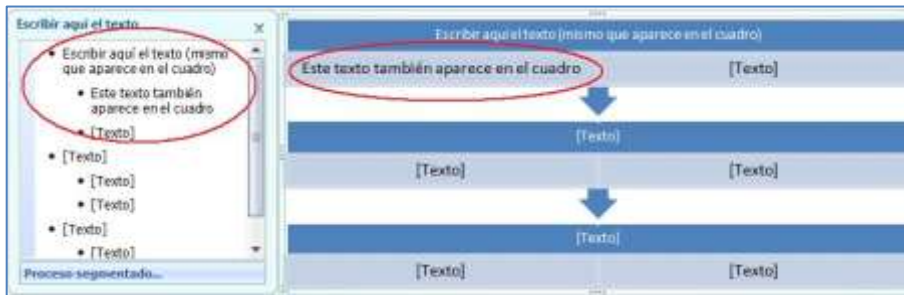 Escribir aquí el texto
Escribir aquí el texto (mismo
que aparece en el cuadro)
Este texto también
aparece en el cuadro
[Texto]
[Texto]
[Texto]
[Texto]
[Texto]
[Texto]
Proceso segmentado...
Escribir aqui el texto (mismo que aparece en el cuadro)
Este texto también aparece en el cuadro [Texto]
[Texto]
[Texto] [Texto]
[Texto]
[Texto] [Texto]